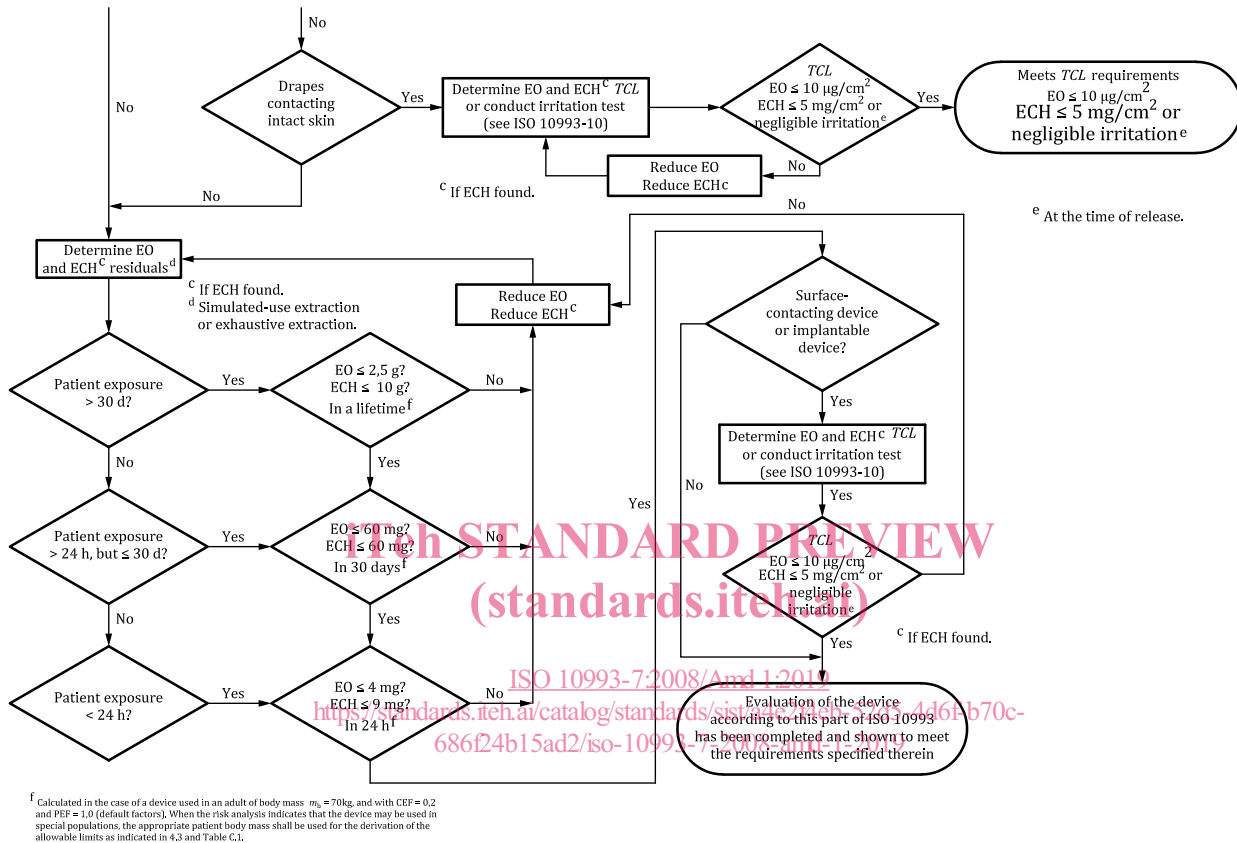 No
No
Drapes
contacting
intact skin
Yes
Determine EO and ECHᶜ TCL
or conduct irritation test
(see ISO 10993-10)
TCL
EO ≤ 10 µg/cm²
ECH ≤ 5 mg/cm² or
negligible irritationᵉ
Yes
Meets TCL requirements
EO ≤ 10 µg/cm²
ECH ≤ 5 mg/cm² or
negligible irritationᵉ
No
Reduce EO
Reduce ECHᶜ
ᶜ If ECH found.
No
No
ᵉ At the time of release.
Determine EO
and ECHᶜ residualsᵈ
ᶜ If ECH found.
ᵈ Simulated-use extraction
or exhaustive extraction.
Reduce EO
Reduce ECHᶜ
Surface-
contacting device
or implantable
device?
Patient exposure
> 30 d?
Yes
EO ≤ 2,5 g?
ECH ≤ 10 g?
In a lifetimeᶠ
No
Yes
Determine EO and ECHᶜ TCL
or conduct irritation test
(see ISO 10993-10)
No
Yes
No
Yes
Yes
Patient exposure
> 24 h, but ≤ 30 d?
Yes
EO ≤ 60 mg?
ECH ≤ 60 mg?
In 30 daysᶠ
No
TCL
EO ≤ 10 µg/cm²
ECH ≤ 5 mg/cm² or
negligible
irritationᵉ
iTeh STANDARD PREVIEW
(standards.iteh.ai)
No
Yes
ᶜ If ECH found.
Yes
Patient exposure
< 24 h?
Yes
EO ≤ 4 mg?
ECH ≤ 9 mg?
In 24 hᶠ
No
ISO 10993-7:2008/Amd 1:2019
https://standards.iteh.ai/catalog/standards/sist/a4e2f4eb-52d5-4d6f-b70c-
686f24b15ad2/iso-10993-7-2008-amd-1-2019
Evaluation of the device
according to this part of ISO 10993
has been completed and shown to meet
the requirements specified therein
ᶠ Calculated in the case of a device used in an adult of body mass m_b = 70kg, and with CEF = 0,2
and PEF = 1,0 (default factors), When the risk analysis indicates that the device may be used in
special populations, the appropriate patient body mass shall be used for the derivation of the
allowable limits as indicated in 4,3 and Table C,1,